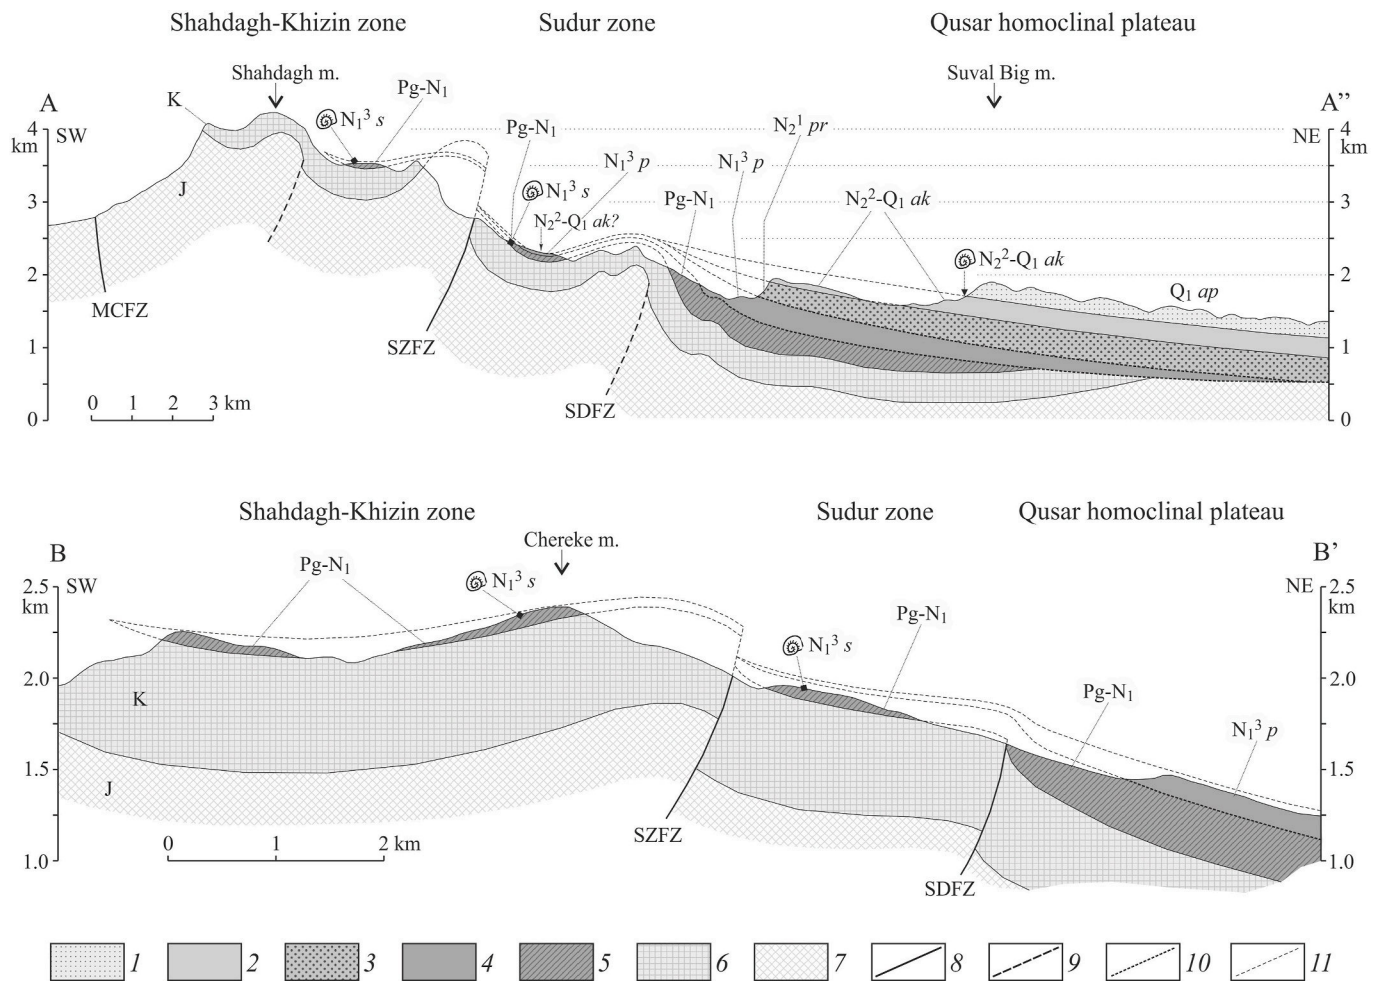 Shahdagh-Khizin zone Sudur zone Qusar homoclinal plateau
Shahdagh m. Suval Big m.
A K N₁³ s Pg-N₁ A’’
SW Pg-N₁ N₂¹ pr NE
4 4
km km
N₁³ p N₁³ p
3 J N₁³ s Pg-N₁ N₂²-Q₁ ak 3
N₂²-Q₁ ak?
N₂²-Q₁ ak
2 Q₁ ap 2
MCFZ
SZFZ
1 1
0 1 2 3 km
SDFZ
0 0
Shahdagh-Khizin zone Sudur zone Qusar homoclinal plateau
Chereke m.
B Pg-N₁ N₁³ s B’
2.5 SW NE 2.5
km km
Pg-N₁
N₁³ s
2.0 K Pg-N₁ 2.0
N₁³ p
1.5 J 1.5
SZFZ
0 1 2 km
1.0 1.0
SDFZ
1 2 3 4 5 6 7 8 9 10 11